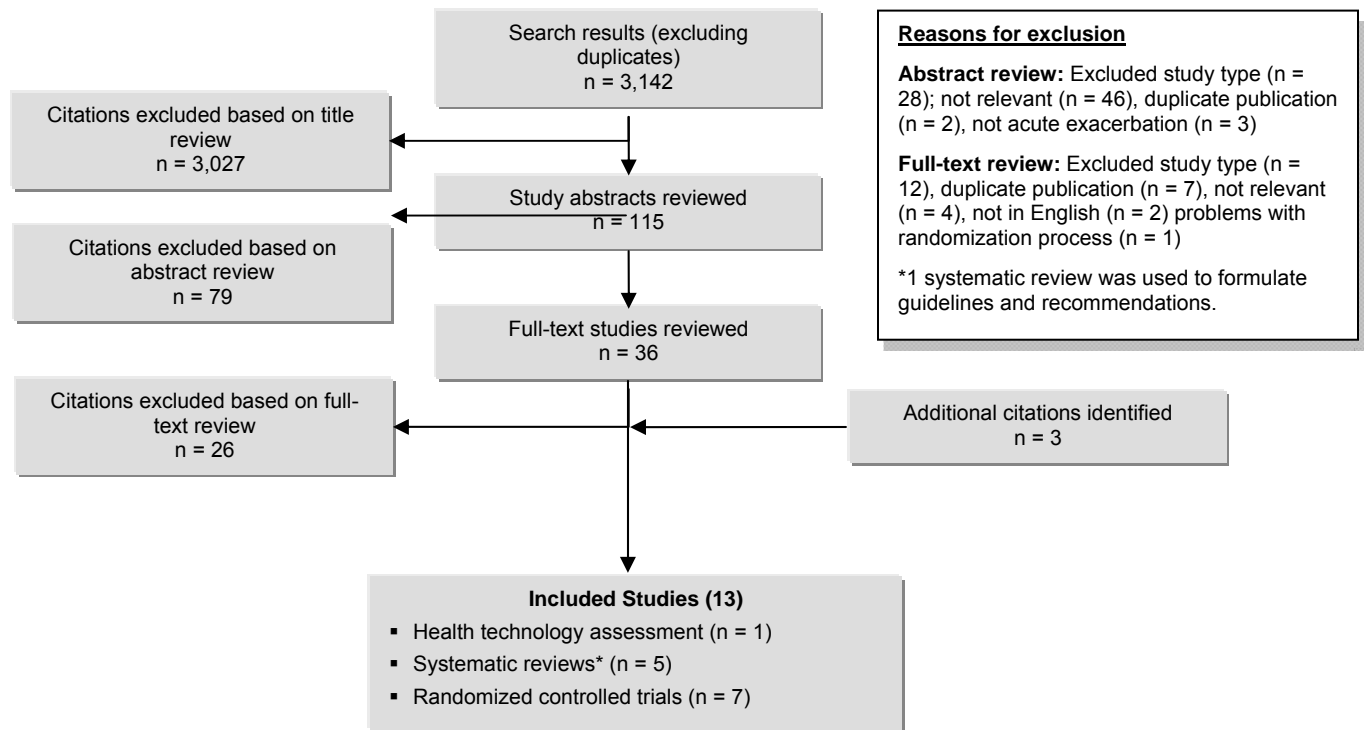 Search results (excluding
duplicates)
n = 3,142
Citations excluded based on title
review
n = 3,027
Study abstracts reviewed
n = 115
Citations excluded based on
abstract review
n = 79
Full-text studies reviewed
n = 36
Citations excluded based on full-
text review
n = 26
Additional citations identified
n = 3
Included Studies (13)
▪ Health technology assessment (n = 1)
▪ Systematic reviews* (n = 5)
▪ Randomized controlled trials (n = 7)
Reasons for exclusion
Abstract review: Excluded study type (n =
28); not relevant (n = 46), duplicate publication
(n = 2), not acute exacerbation (n = 3)
Full-text review: Excluded study type (n =
12), duplicate publication (n = 7), not relevant
(n = 4), not in English (n = 2) problems with
randomization process (n = 1)
*1 systematic review was used to formulate
guidelines and recommendations.